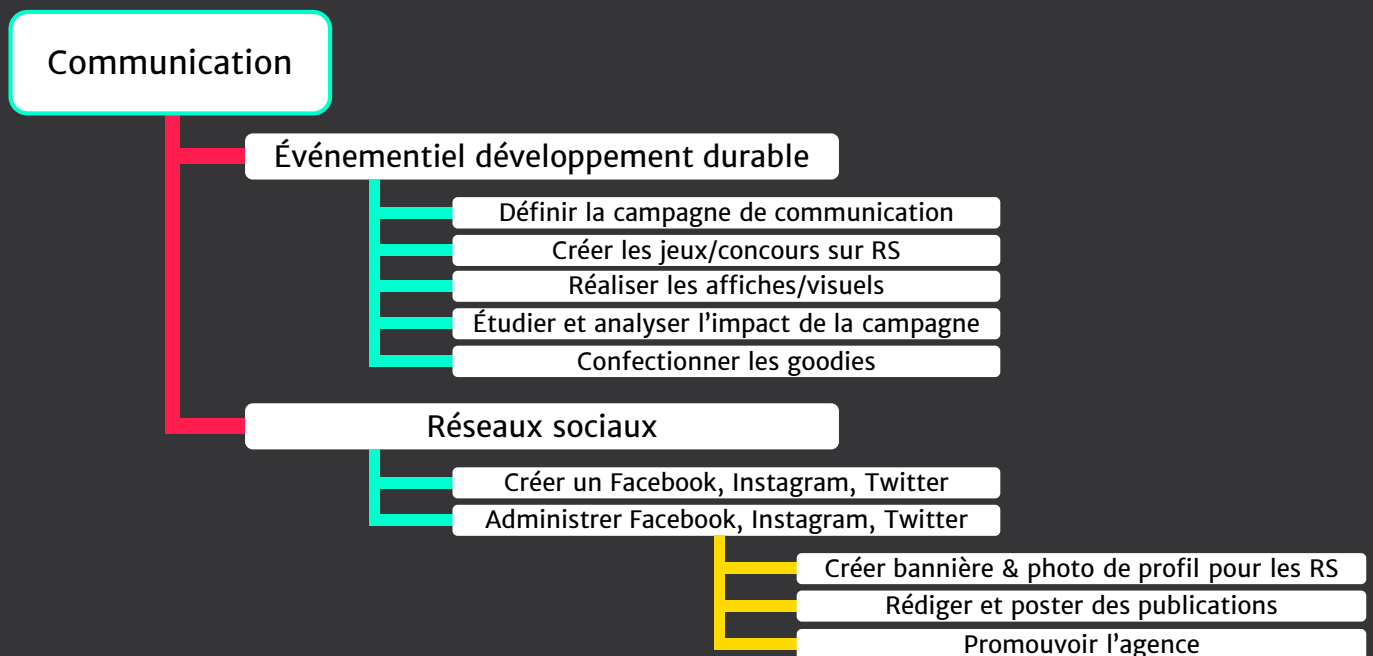 Communication
Événementiel développement durable
Définir la campagne de communication
Créer les jeux/concours sur RS
Réaliser les affiches/visuels
Étudier et analyser l’impact de la campagne
Confectionner les goodies
Réseaux sociaux
Créer un Facebook, Instagram, Twitter
Administrer Facebook, Instagram, Twitter
Créer bannière & photo de profil pour les RS
Rédiger et poster des publications
Promouvoir l’agence